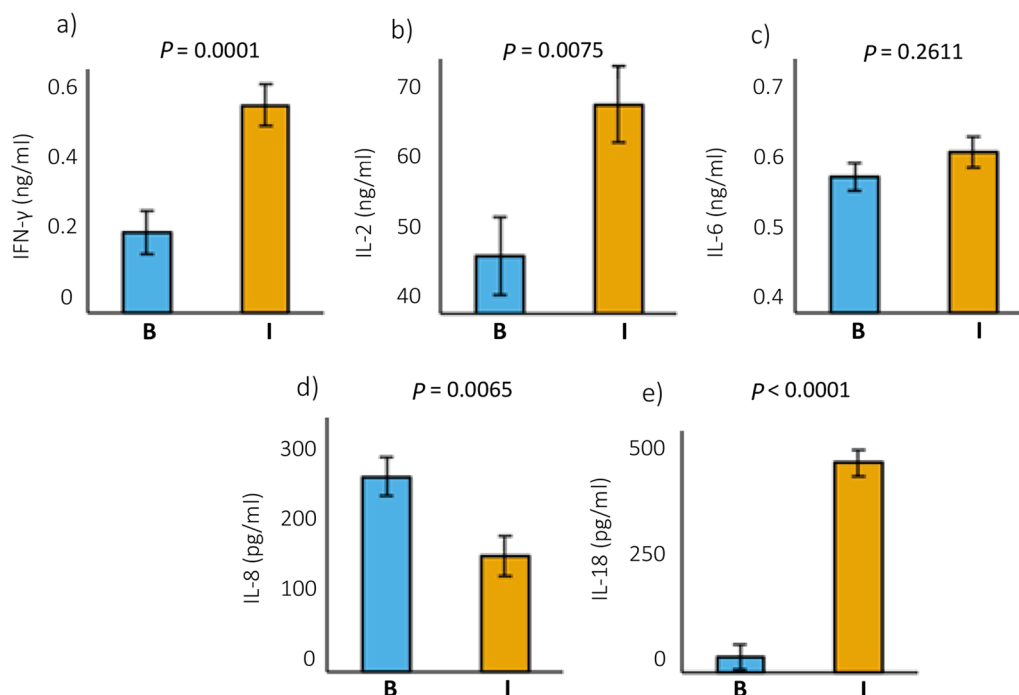 a)
P = 0.0001
IFN-γ (ng/ml)
0.6
0.4
0.2
0
B I
b)
P = 0.0075
IL-2 (ng/ml)
70
60
50
40
B I
c)
P = 0.2611
IL-6 (ng/ml)
0.7
0.6
0.5
0.4
B I
d)
P = 0.0065
IL-8 (pg/ml)
300
200
100
0
B I
e)
P < 0.0001
IL-18 (pg/ml)
500
250
0
B I